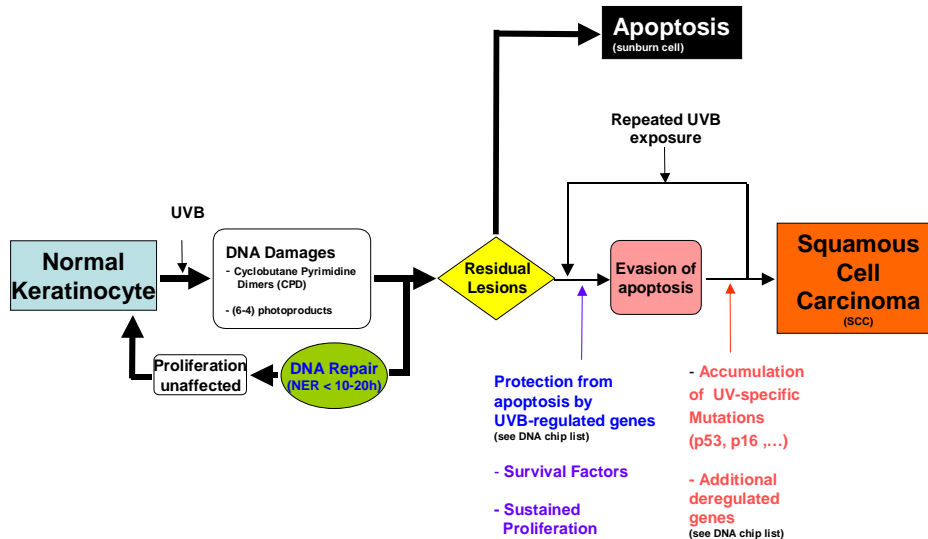 Apoptosis
(sunburn cell)
Repeated UVB
exposure
UVB
Normal
Keratinocyte
DNA Damages
- Cyclobutane Pyrimidine
Dimers (CPD)
- (6-4) photoproducts
Residual
Lesions
Evasion of
apoptosis
Squamous
Cell
Carcinoma
(SCC)
Proliferation
unaffected
DNA Repair
(NER < 10-20h)
Protection from
apoptosis by
UVB-regulated genes
(see DNA chip list)
- Survival Factors
- Sustained
Proliferation
- Accumulation
of UV-specific
Mutations
(p53, p16 ,...)
- Additional
deregulated
genes
(see DNA chip list)